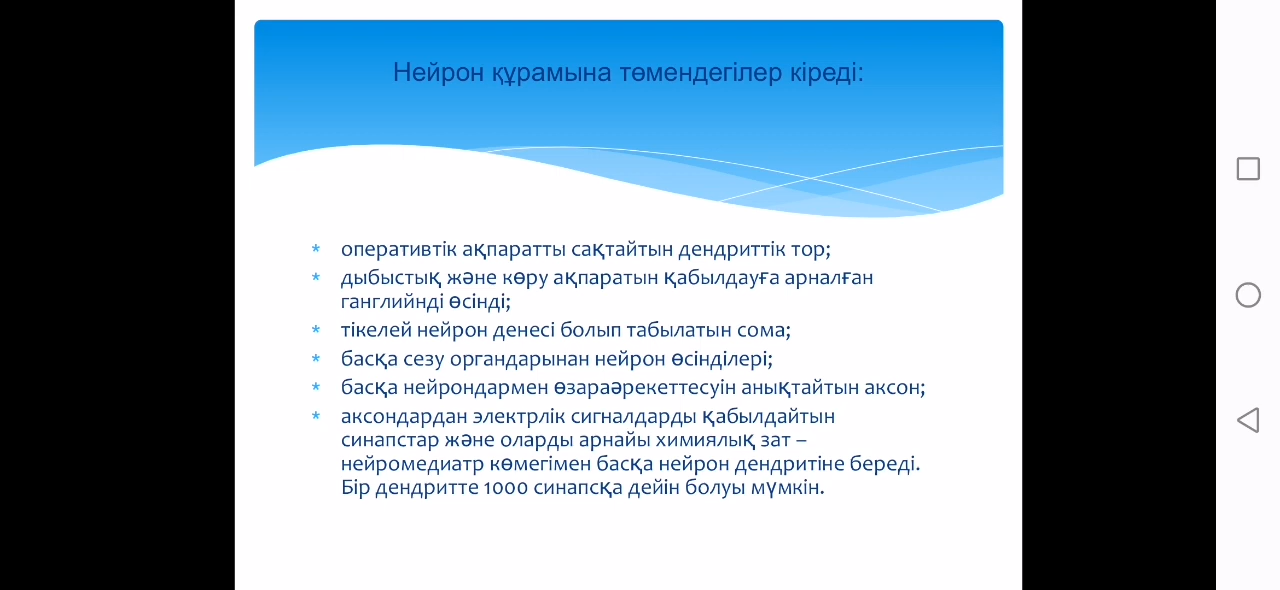 Нейрон құрамына төмендегілер кіреді:
* оперативтік ақпаратты сақтайтын дендриттік тор;
* дыбыстық және көру ақпаратын қабылдауға арналған
ганглийнді өсінді;
* тікелей нейрон денесі болып табылатын сома;
* басқа сезу органдарынан нейрон өсінділері;
* басқа нейрондармен өзараәрекеттесуін анықтайтын аксон;
* аксондардан электрлік сигналдарды қабылдайтын
синапстар және оларды арнайы химиялық зат –
нейромедиатр көмегімен басқа нейрон дендритіне береді.
Бір дендритте 1000 синапсқа дейін болуы мүмкін.